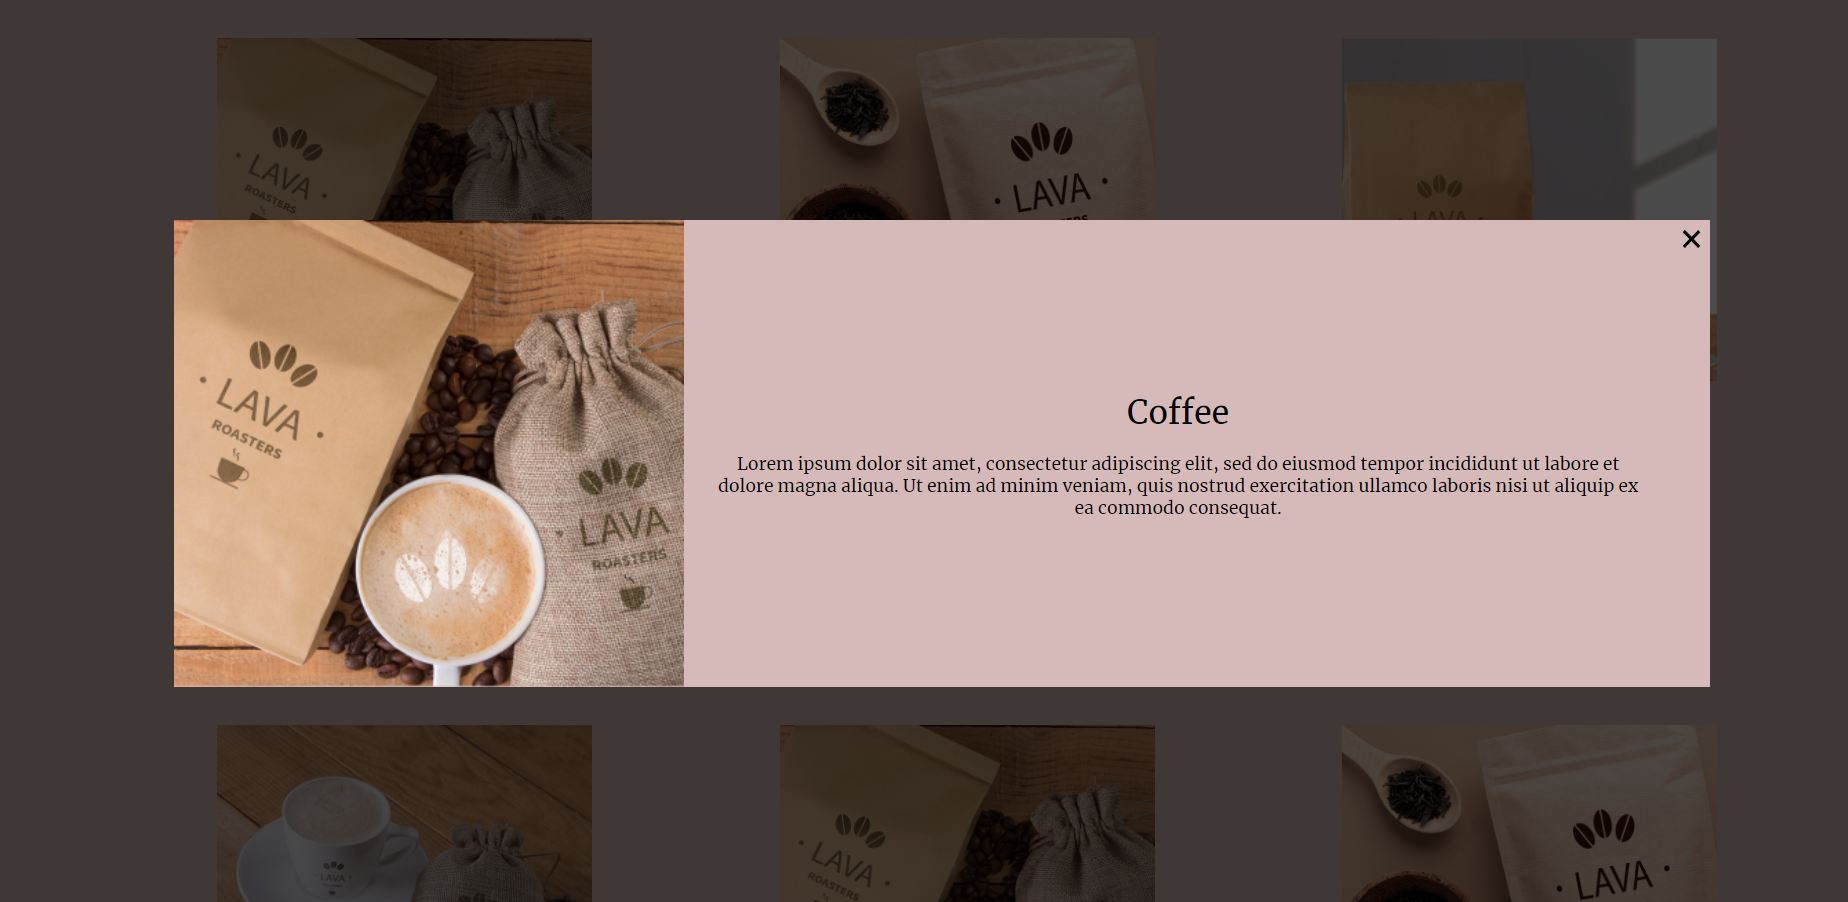 LAVA
ROASTERS
LAVA
LAVA
Coffee
Lorem ipsum dolor sit amet, consectetur adipiscing elit, sed do eiusmod tempor incididunt ut labore et
dolore magna aliqua. Ut enim ad minim veniam, quis nostrud exercitation ullamco laboris nisi ut aliquip ex
ea commodo consequat.
LAVA
ROASTERS
LAVA
ROASTERS
LAVA
LAVA
ROASTERS
LAVA